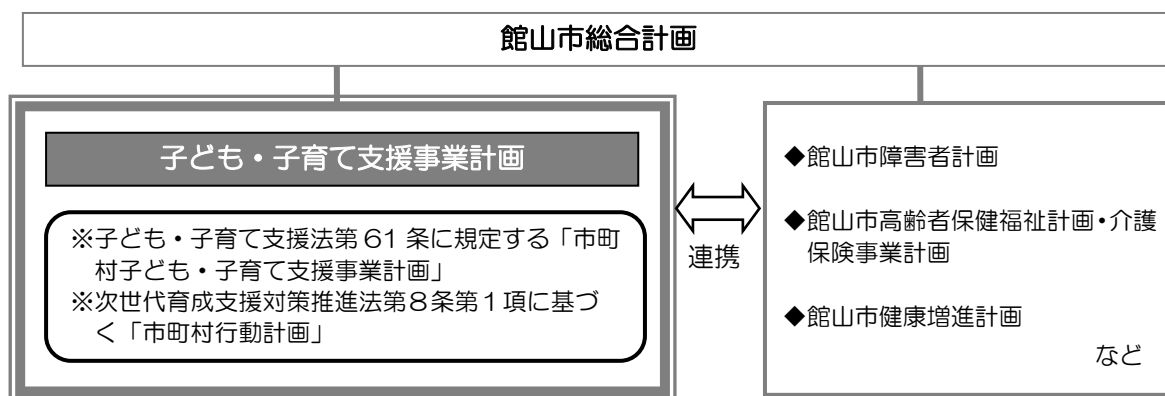 館山市総合計画
子ども・子育て支援事業計画
※子ども・子育て支援法第 61 条に規定する「市町
村子ども・子育て支援事業計画」
※次世代育成支援対策推進法第８条第１項に基づ
く「市町村行動計画」
連携
◆館山市障害者計画
◆館山市高齢者保健福祉計画・介護
保険事業計画
◆館山市健康増進計画
など